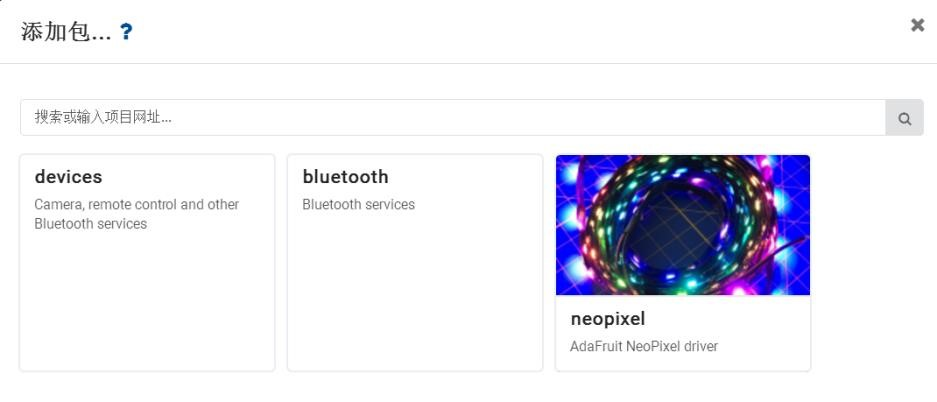 添加包... ?
搜索或输入项目网址...
devices
Camera, remote control and other
Bluetooth services
bluetooth
Bluetooth services
neopixel
AdaFruit NeoPixel driver